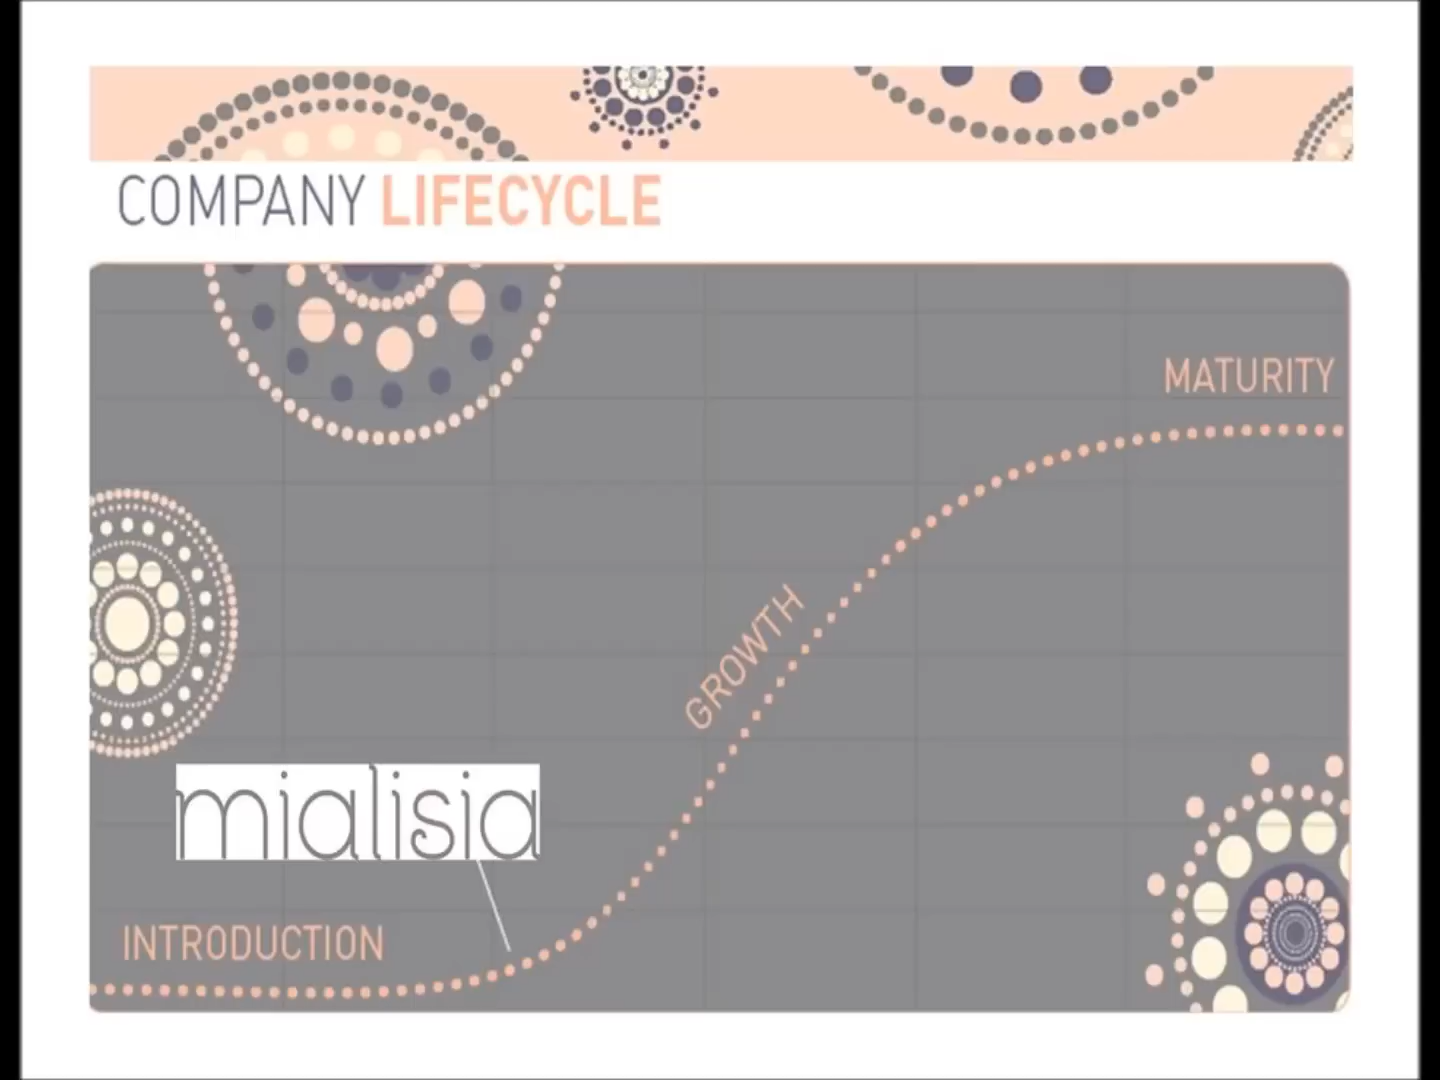 COMPANY LIFECYCLE
MATURITY
GROWTH
mialisia
INTRODUCTION